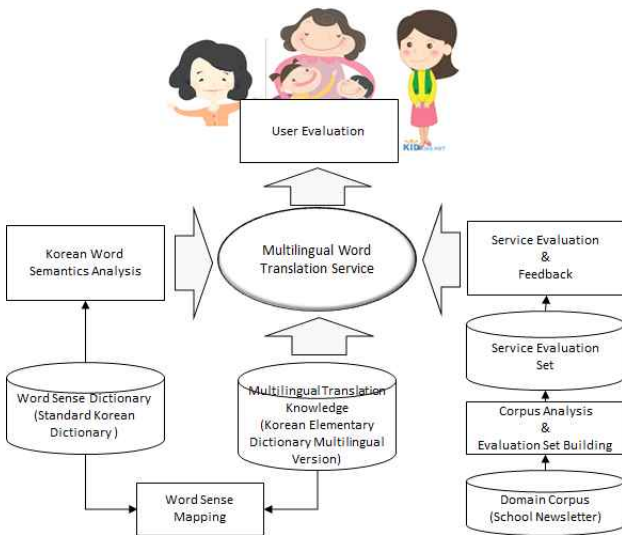 User Evaluation
Korean Word
Semantics Analysis
Multilingual Word
Translation Service
Service Evaluation
&
Feedback
Service Evaluation
Set
Word Sense Dictionary
(Standard Korean
Dictionary )
Multilingual Translation
Knowledge
(Korean Elementary
Dictionary Multilingual
Version)
Corpus Analysis
&
Evaluation Set Building
Word Sense
Mapping
Domain Corpus
(School Newsletter)